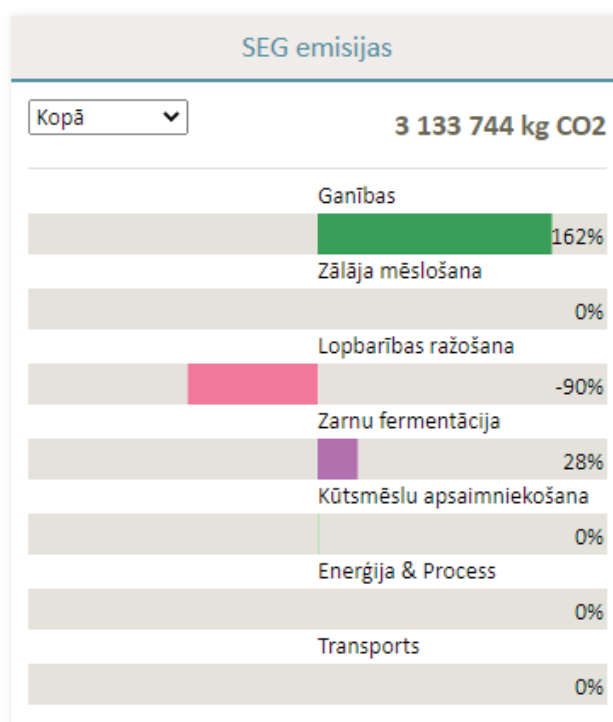 SEG emisijas
Kopā
3 133 744 kg CO2
Ganības
162%
Zālāja mēslošana
0%
Lopbarības ražošana
-90%
Zarnu fermentācija
28%
Kūtsmēslu apsaimniekošana
0%
Enerģija & Process
0%
Transports
0%